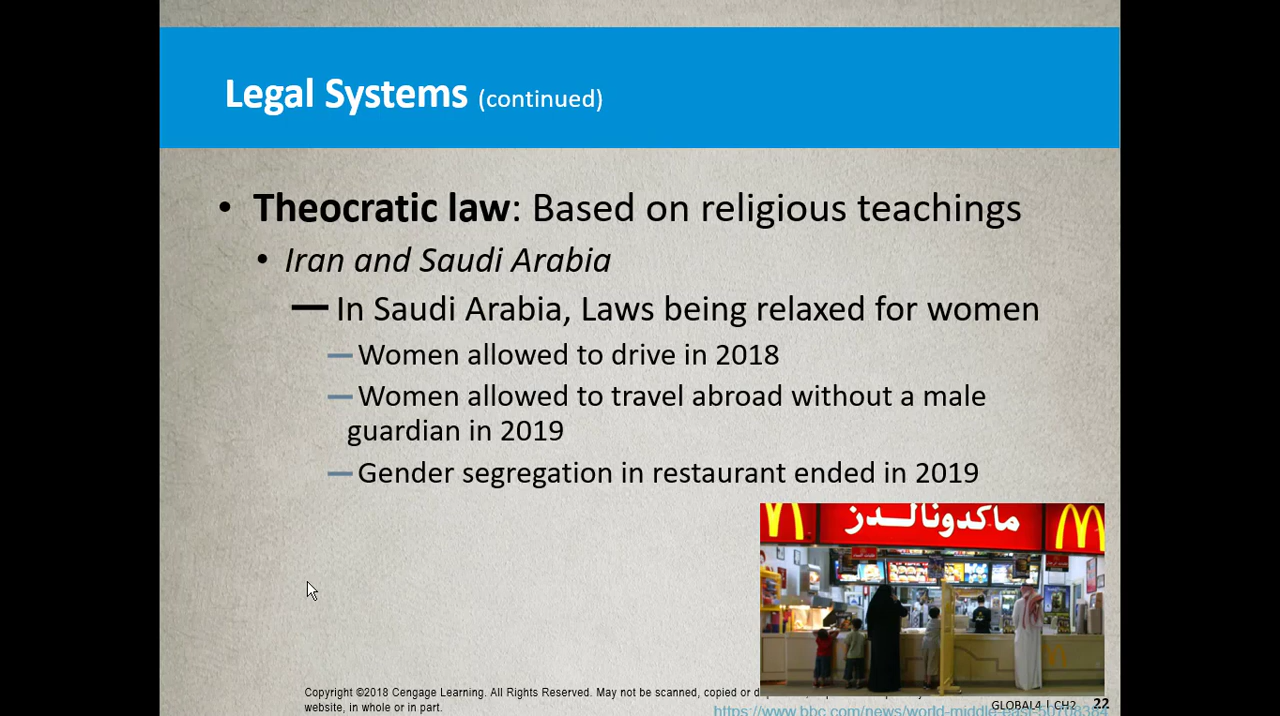 Legal Systems (continued)
• Theocratic law: Based on religious teachings
• Iran and Saudi Arabia
— In Saudi Arabia, Laws being relaxed for women
— Women allowed to drive in 2018
— Women allowed to travel abroad without a male
guardian in 2019
— Gender segregation in restaurant ended in 2019
ماكدونالدز
Copyright ©2018 Cengage Learning. All Rights Reserved. May not be scanned, copied or
website, in whole or in part.
GLOBAL4 | CH2 22
https://www.bbc.com/news/world-middle-east-50708384